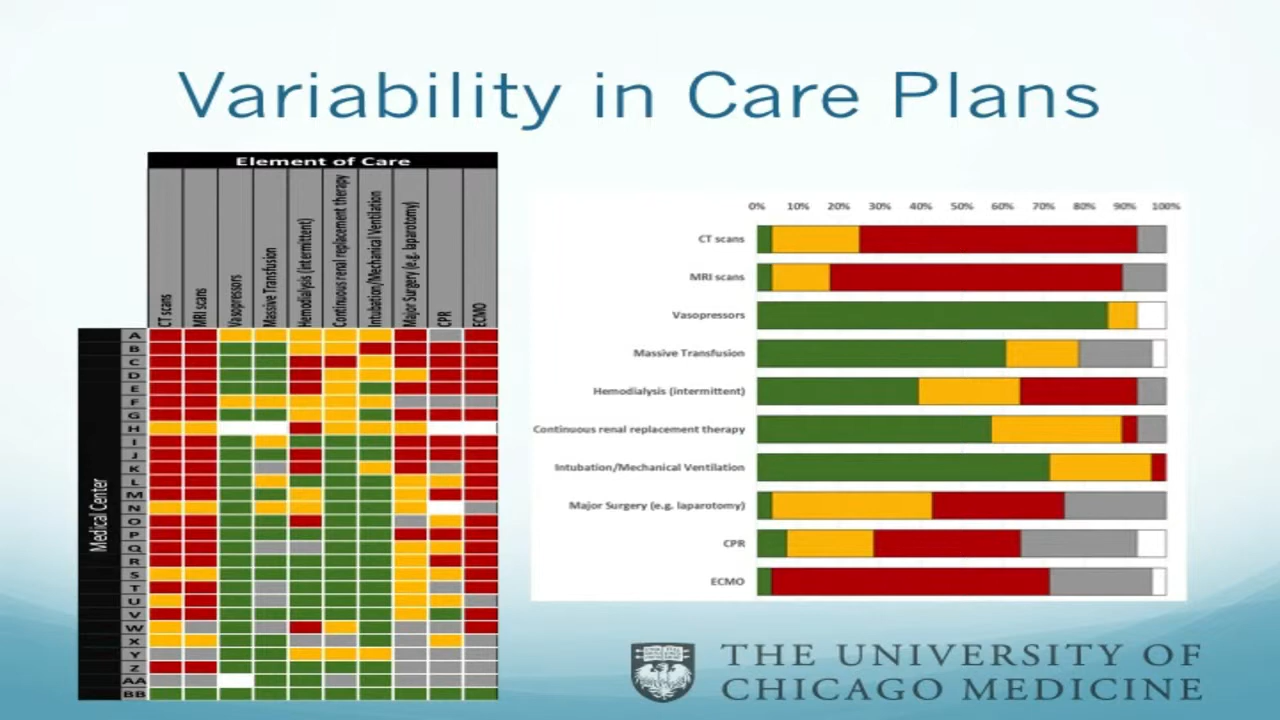 Variability in Care Plans
Element of Care
CT scans
MRI scans
Vasopressors
Massive Transfusion
Hemodialysis (intermittent)
Continuous renal replacement therapy
Intubation/Mechanical Ventilation
Major Surgery (e.g. laparotomy)
CPR
ECMO
Medical Center
A
B
C
D
E
F
G
H
I
J
K
L
M
N
O
P
Q
R
S
T
U
V
W
X
Y
Z
AA
BB
0% 10% 20% 30% 40% 50% 60% 70% 80% 90% 100%
CT scans
MRI scans
Vasopressors
Massive Transfusion
Hemodialysis (intermittent)
Continuous renal replacement therapy
Intubation/Mechanical Ventilation
Major Surgery (e.g. laparotomy)
CPR
ECMO
THE UNIVERSITY OF
CHICAGO MEDICINE